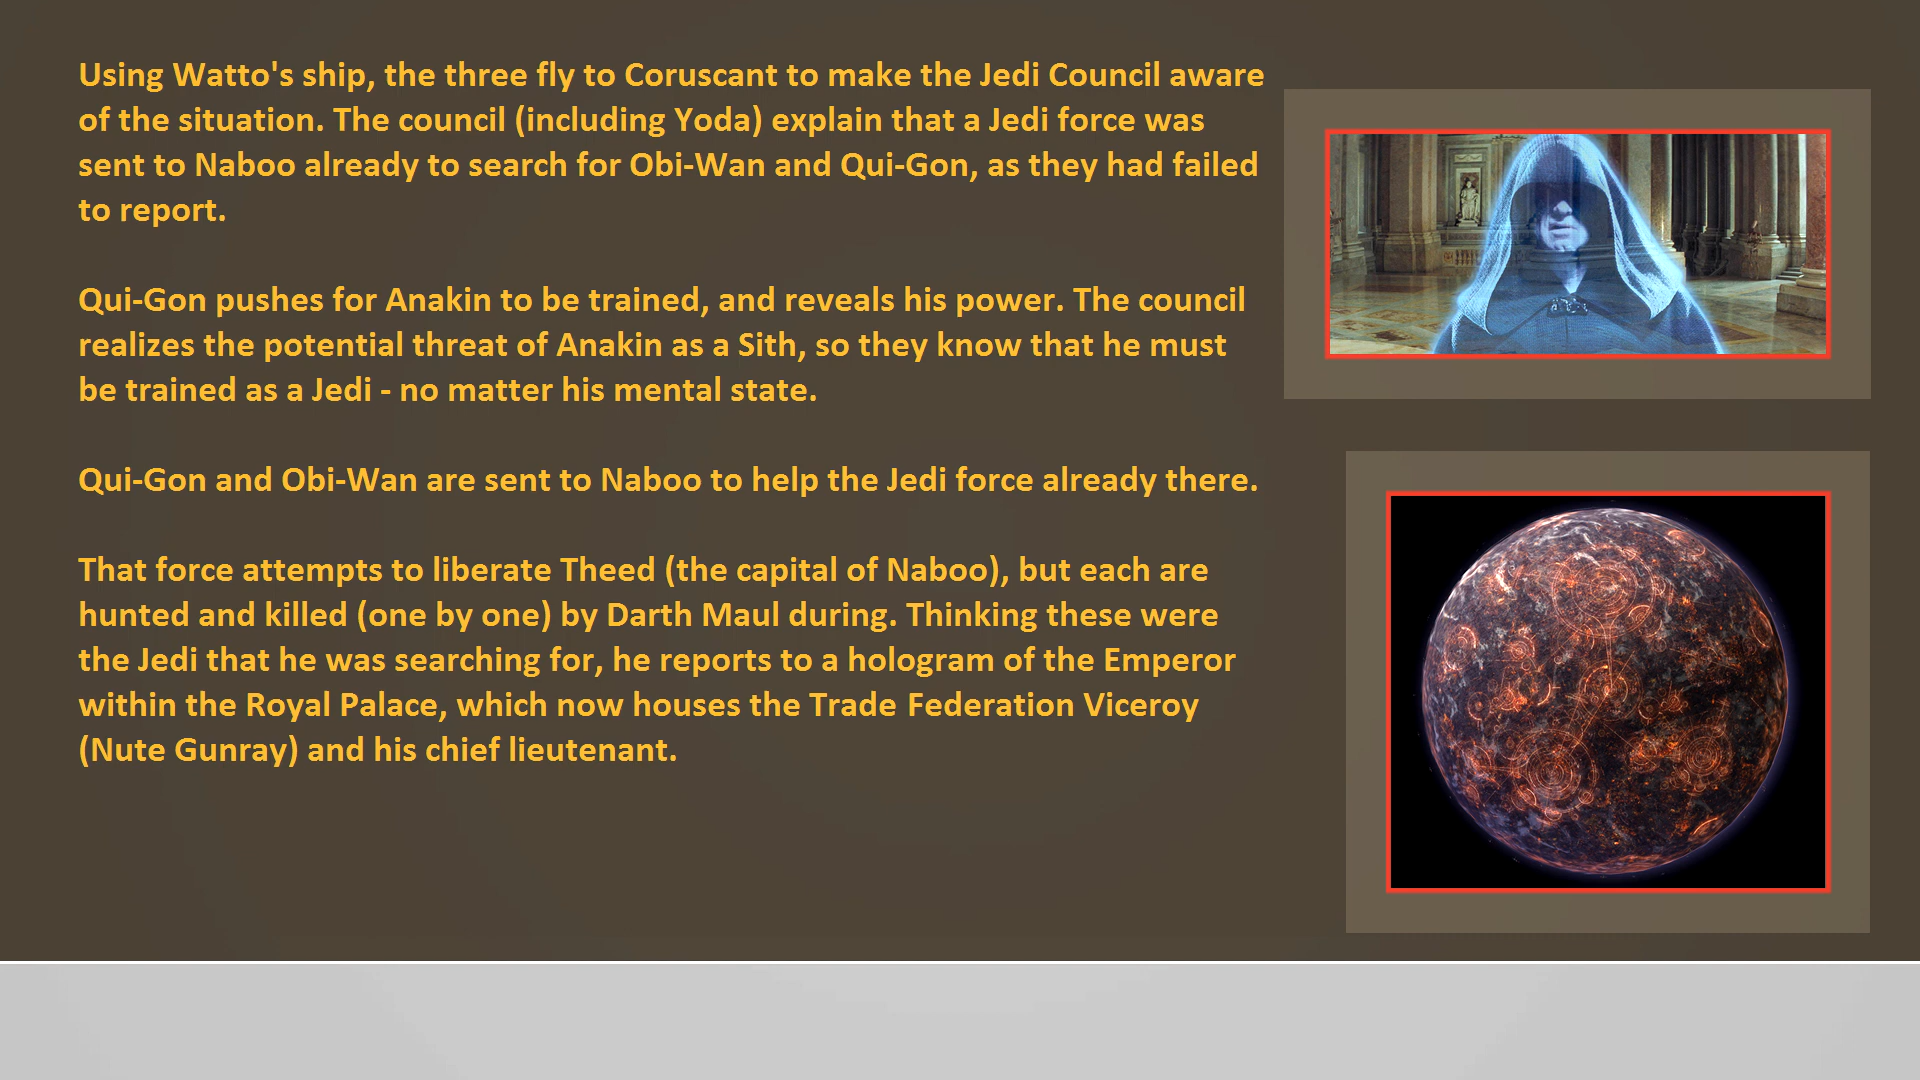 Using Watto's ship, the three fly to Coruscant to make the Jedi Council aware
of the situation. The council (including Yoda) explain that a Jedi force was
sent to Naboo already to search for Obi-Wan and Qui-Gon, as they had failed
to report.
Qui-Gon pushes for Anakin to be trained, and reveals his power. The council
realizes the potential threat of Anakin as a Sith, so they know that he must
be trained as a Jedi - no matter his mental state.
Qui-Gon and Obi-Wan are sent to Naboo to help the Jedi force already there.
That force attempts to liberate Theed (the capital of Naboo), but each are
hunted and killed (one by one) by Darth Maul during. Thinking these were
the Jedi that he was searching for, he reports to a hologram of the Emperor
within the Royal Palace, which now houses the Trade Federation Viceroy
(Nute Gunray) and his chief lieutenant.